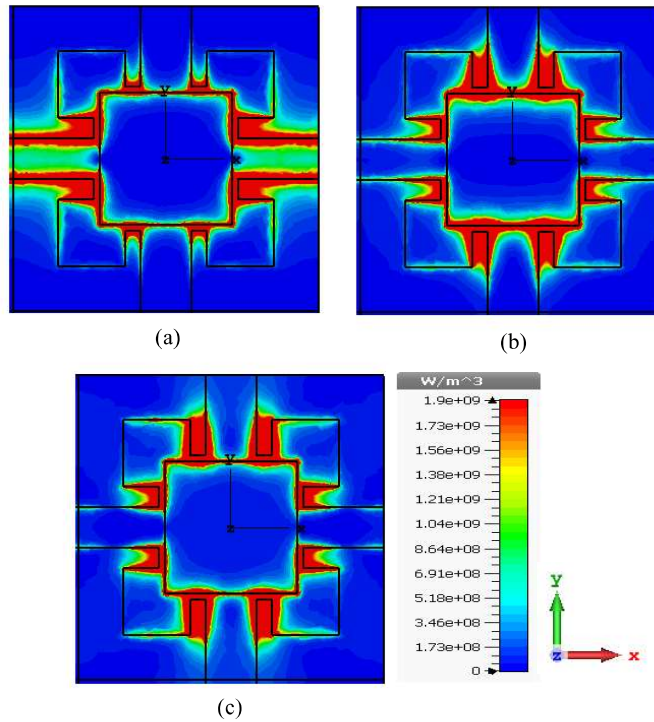 Y
z x
(a)
Y
z x
(b)
Y
z x
(c)
W/m^3
1.9e+09
1.73e+09
1.56e+09
1.38e+09
1.21e+09
1.04e+09
8.64e+08
6.91e+08
5.18e+08
3.46e+08
1.73e+08
0
y
z x